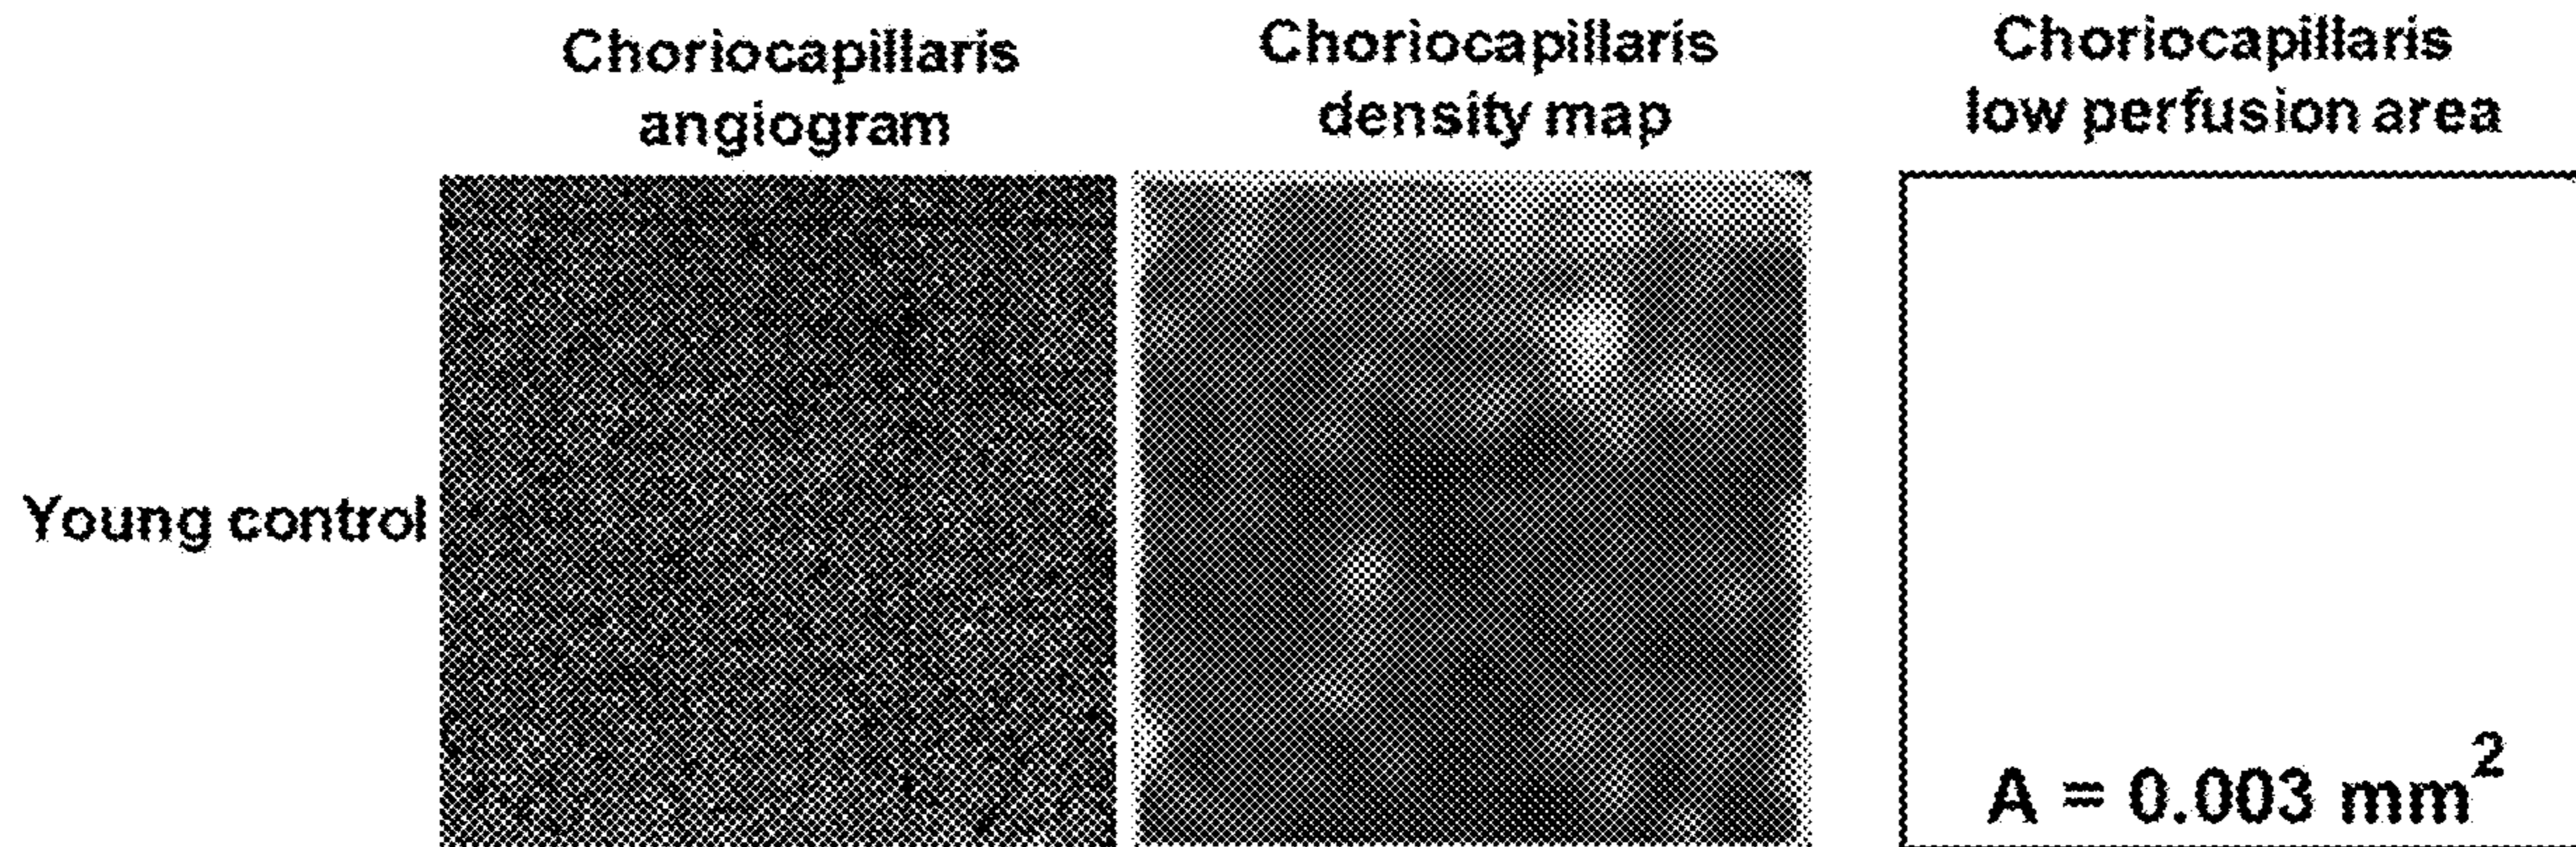 Choriocapillaris
angiogram
Choriocapillaris
density map
Choriocapillaris
low perfusion area
Young control
A = 0.003 mm²